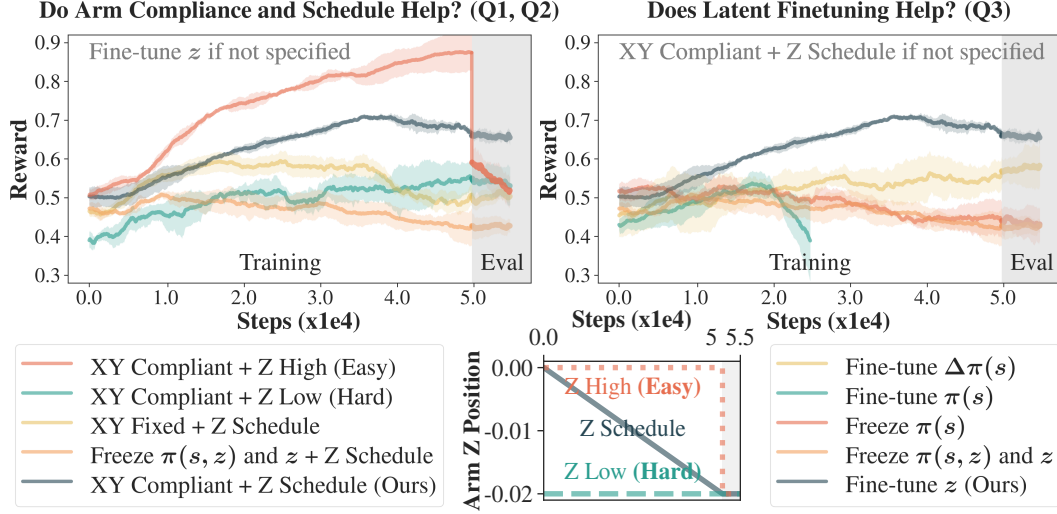 Do Arm Compliance and Schedule Help? (Q1, Q2)
Fine-tune z if not specified
Reward
0.9
0.8
0.7
0.6
0.5
0.4
0.3
Training
Eval
0.0 1.0 2.0 3.0 4.0 5.0
Steps (x1e4)
Does Latent Finetuning Help? (Q3)
XY Compliant + Z Schedule if not specified
Reward
0.9
0.8
0.7
0.6
0.5
0.4
0.3
Training
Eval
0.0 1.0 2.0 3.0 4.0 5.0
Steps (x1e4)
XY Compliant + Z High (Easy)
XY Compliant + Z Low (Hard)
XY Fixed + Z Schedule
Freeze π(s, z) and z + Z Schedule
XY Compliant + Z Schedule (Ours)
Steps (x1e4)
0.0 5 5.5
Arm Z Position
0.00
-0.01
-0.02
Z High (Easy)
Z Schedule
Z Low (Hard)
Fine-tune Δπ(s)
Fine-tune π(s)
Freeze π(s)
Freeze π(s, z) and z
Fine-tune z (Ours)